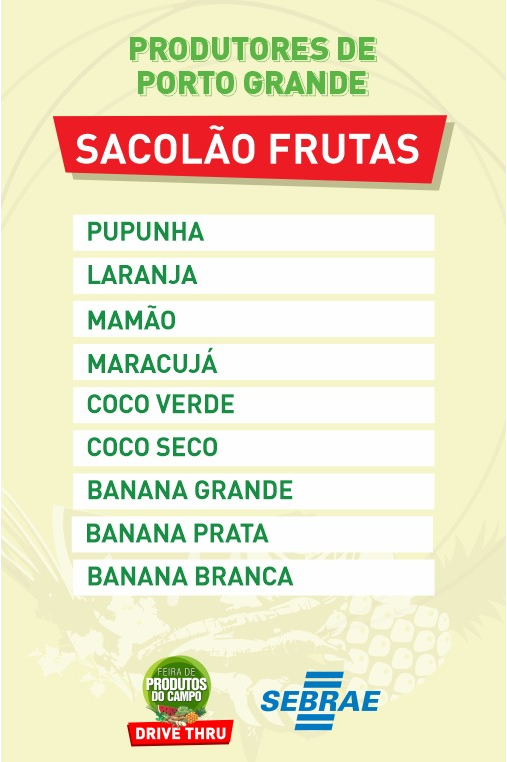 PRODUTORES DE
PORTO GRANDE
SACOLÃO FRUTAS
PUPUNHA
LARANJA
MAMÃO
MARACUJÁ
COCO VERDE
COCO SECO
BANANA GRANDE
BANANA PRATA
BANANA BRANCA
FEIRA DE
PRODUTOS
DO CAMPO
DRIVE THRU
SEBRAE